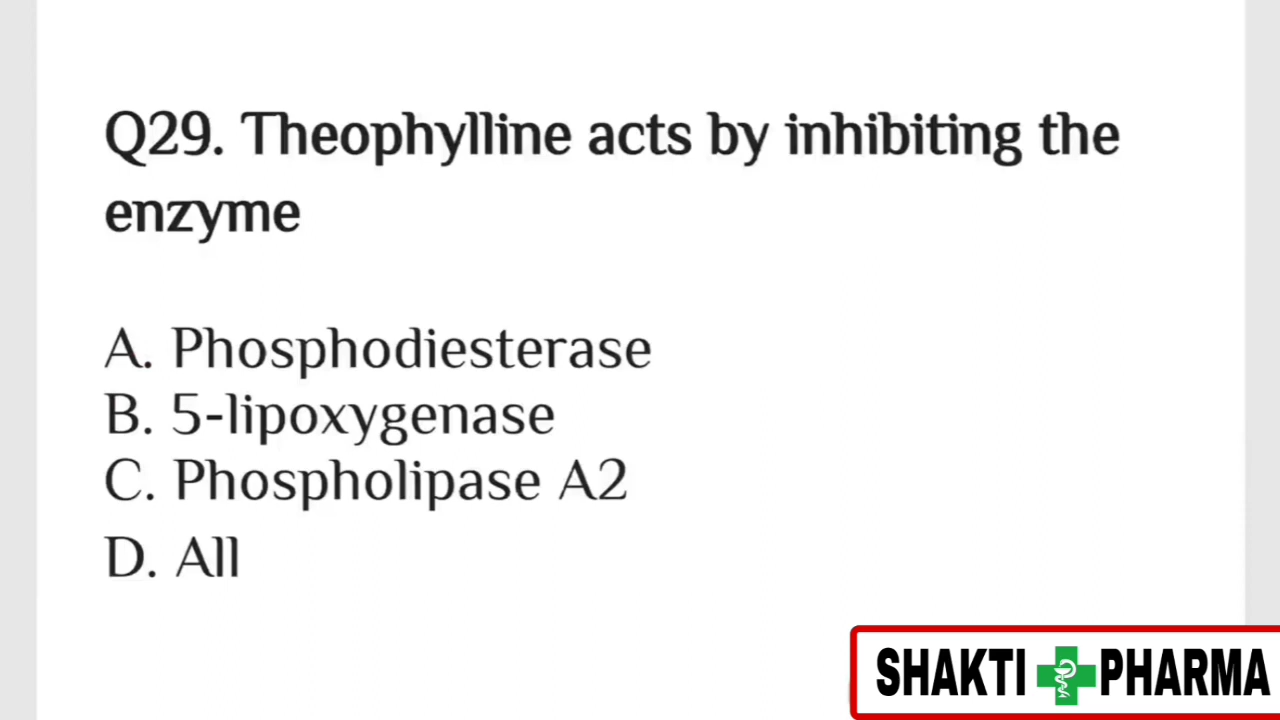 Q29. Theophylline acts by inhibiting the
enzyme
A. Phosphodiesterase
B. 5-lipoxygenase
C. Phospholipase A2
D. All
SHAKTI PHARMA